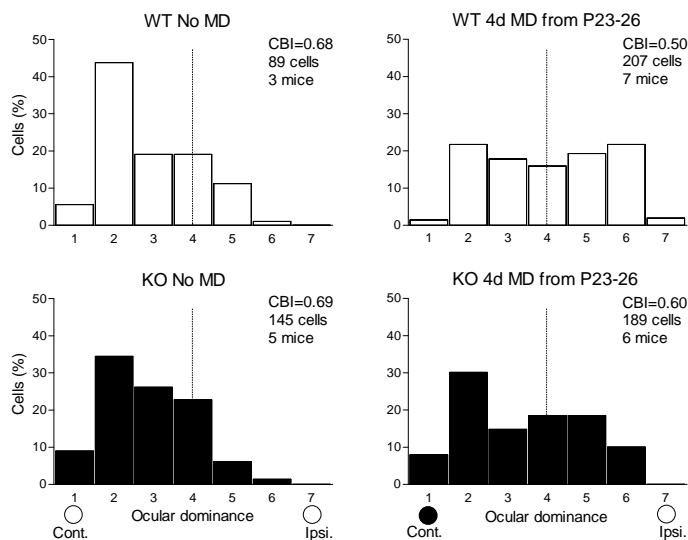 WT No MD
CBI=0.68
89 cells
3 mice
Cells (%)
50
40
30
20
10
0
1 2 3 4 5 6 7
WT 4d MD from P23-26
CBI=0.50
207 cells
7 mice
50
40
30
20
10
0
1 2 3 4 5 6 7
KO No MD
CBI=0.69
145 cells
5 mice
Cells (%)
50
40
30
20
10
0
1 2 3 4 5 6 7
Ocular dominance
Cont. Ipsi.
KO 4d MD from P23-26
CBI=0.60
189 cells
6 mice
50
40
30
20
10
0
1 2 3 4 5 6 7
Ocular dominance
Cont. Ipsi.